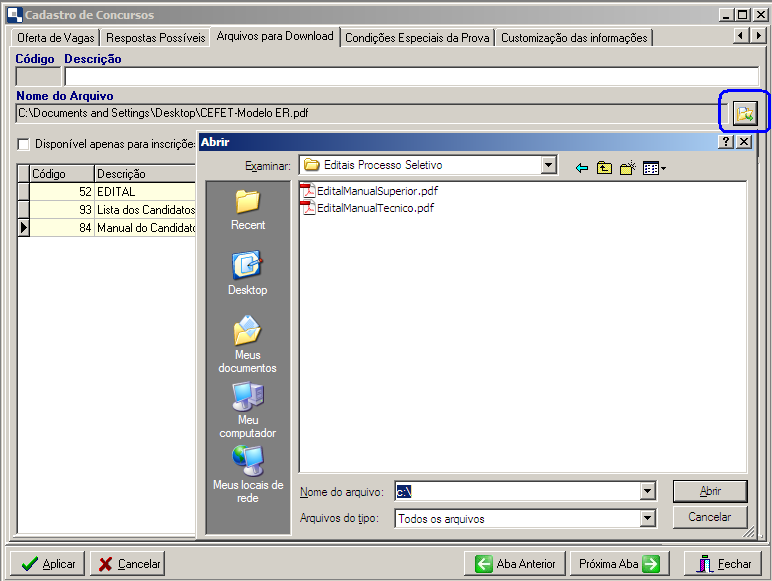 Cadastro de Concursos
Oferta de Vagas Respostas Possíveis Arquivos para Download Condições Especiais da Prova Customização das informações
Código Descrição
Nome do Arquivo
C:\Documents and Settings\Desktop\CEFET-Modelo ER.pdf
Disponível apenas para inscriçõe
Abrir
Examinar: Editais Processo Seletivo
Código Descrição
52 EDITAL
93 Lista dos Candidatos
84 Manual do Candidato
EditalManualSuperior.pdf
EditalManualTecnico.pdf
Recent
Desktop
Meus
documentos
Meu
computador
Meus locais de
rede
Nome do arquivo: c:\ Abrir
Arquivos do tipo: Todos os arquivos Cancelar
Aplicar Cancelar Aba Anterior Próxima Aba Fechar